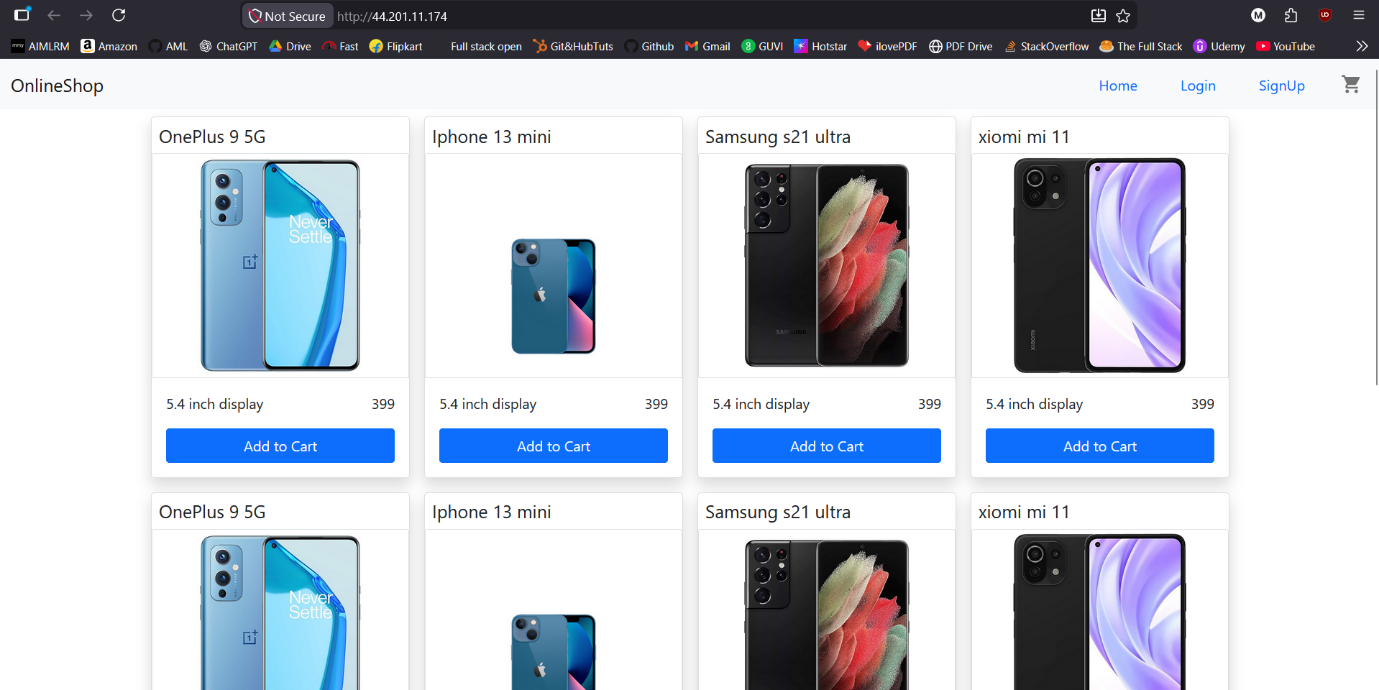 Not Secure http://44.201.11.174
M
UD
AIMLRM Amazon AML ChatGPT Drive Fast Flipkart Full stack open Git&HubTuts Github Gmail GUVI Hotstar ilovePDF PDF Drive StackOverflow The Full Stack Udemy YouTube
OnlineShop Home Login SignUp
OnePlus 9 5G Iphone 13 mini Samsung s21 ultra xiomi mi 11
Never
Settle
SAMSUNG
xiaomi
5.4 inch display 399 5.4 inch display 399 5.4 inch display 399 5.4 inch display 399
Add to Cart Add to Cart Add to Cart Add to Cart
OnePlus 9 5G Iphone 13 mini Samsung s21 ultra xiomi mi 11
Never
Settle